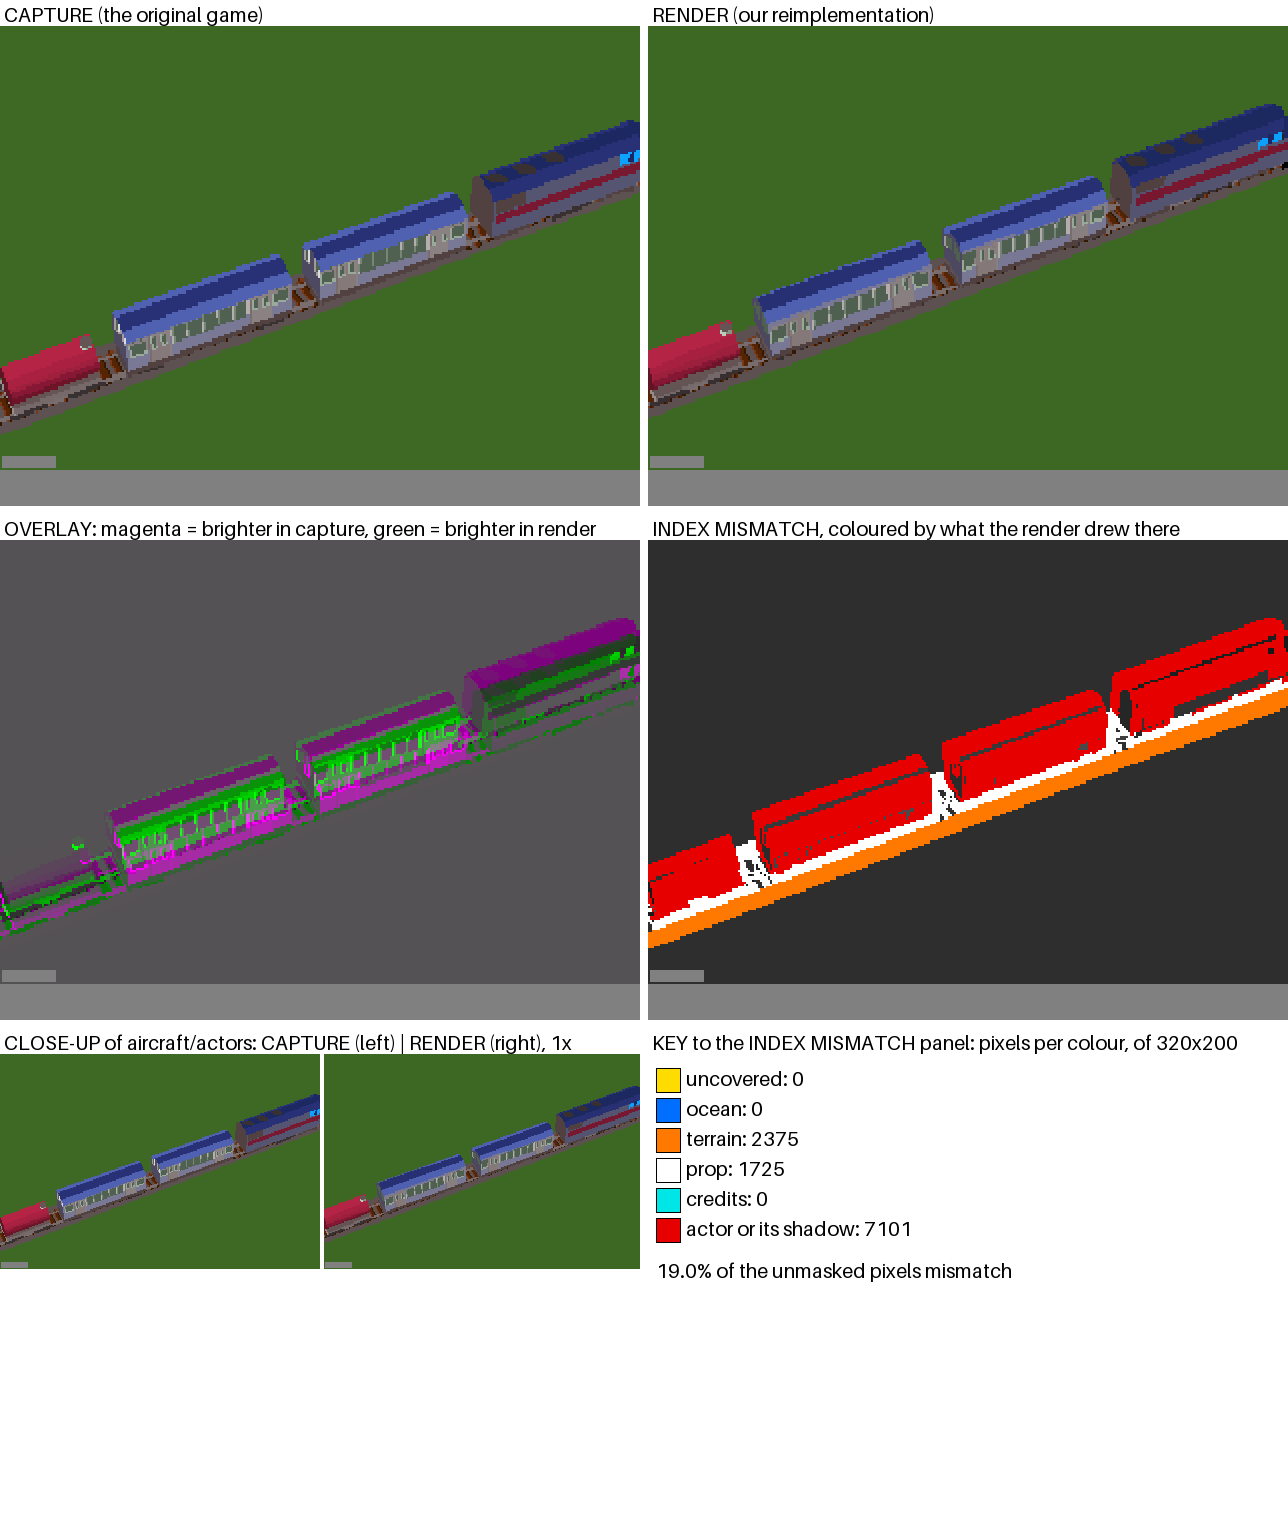 CAPTURE (the original game)
RENDER (our reimplementation)
OVERLAY: magenta = brighter in capture, green = brighter in render
INDEX MISMATCH, coloured by what the render drew there
CLOSE-UP of aircraft/actors: CAPTURE (left) | RENDER (right), 1x
KEY to the INDEX MISMATCH panel: pixels per colour, of 320x200
uncovered: 0
ocean: 0
terrain: 2375
prop: 1725
credits: 0
actor or its shadow: 7101
19.0% of the unmasked pixels mismatch